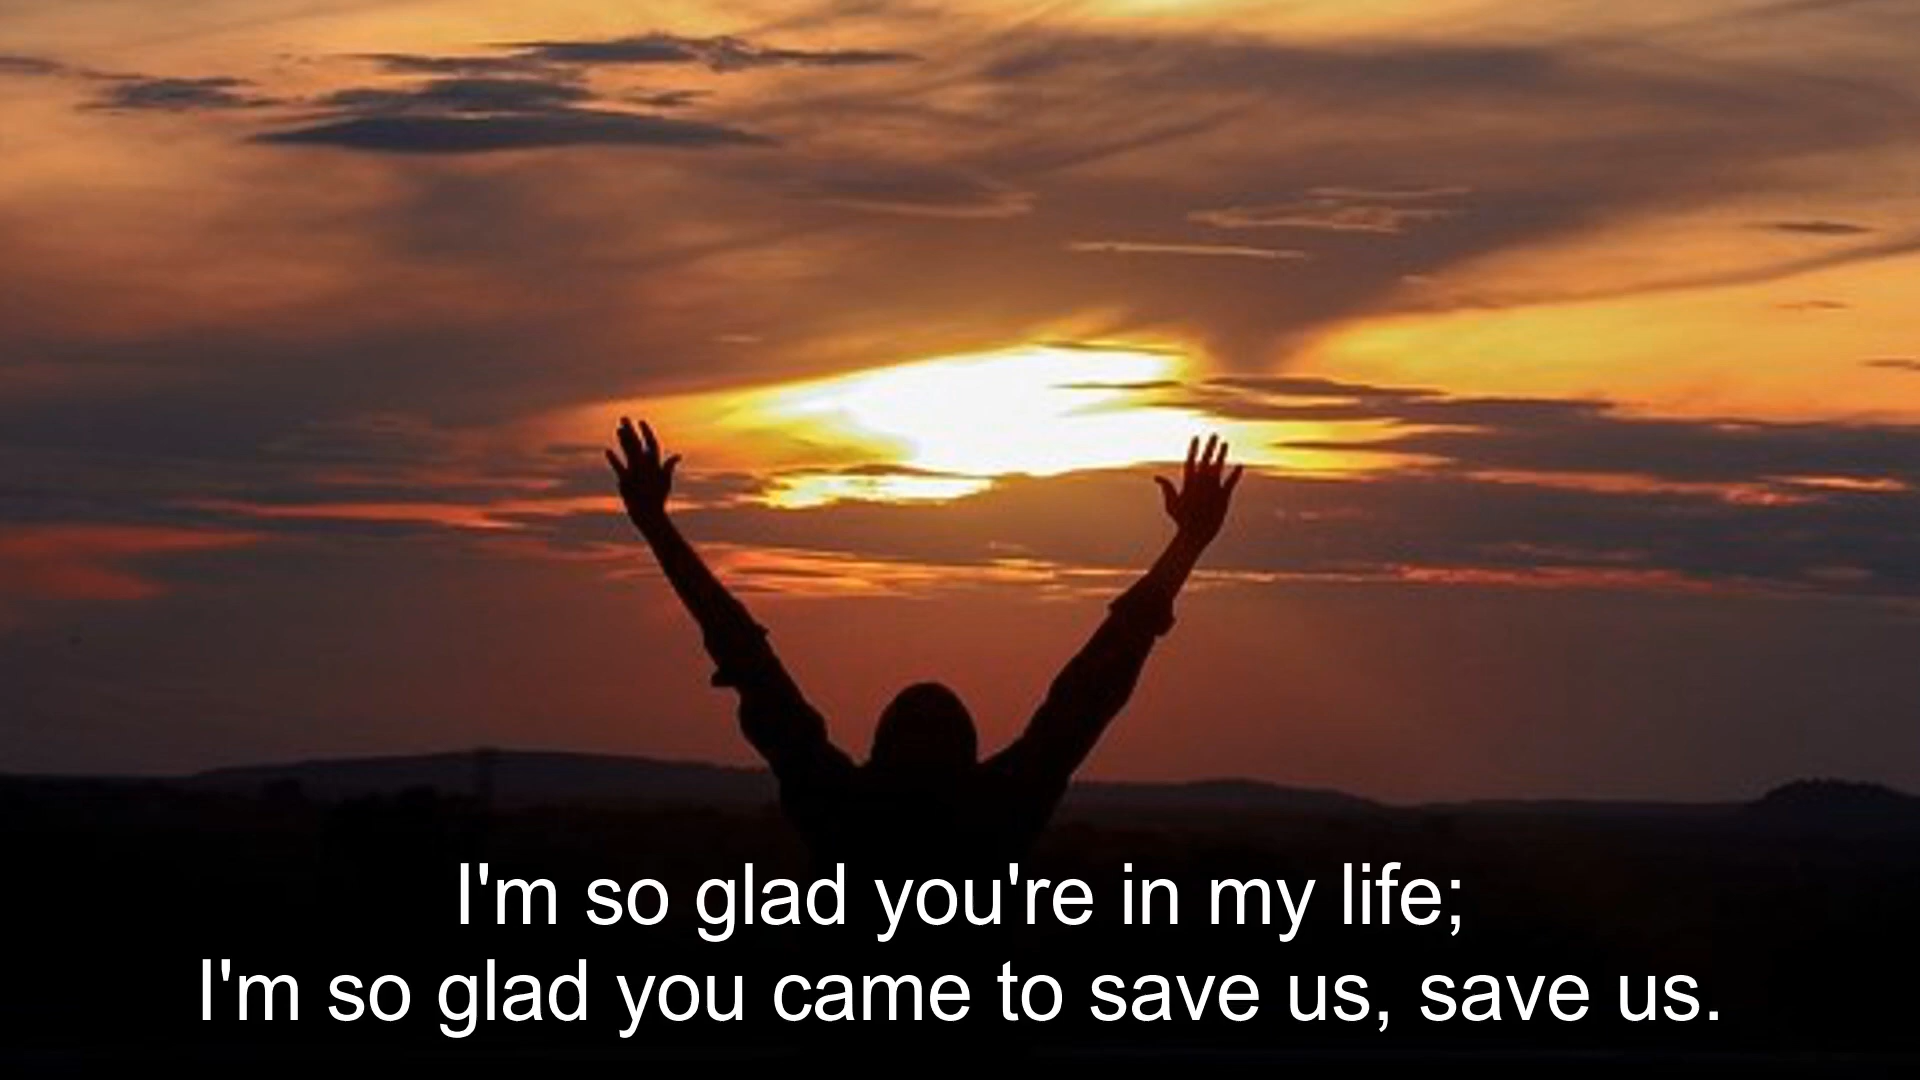 I'm so glad you're in my life;
I'm so glad you came to save us, save us.